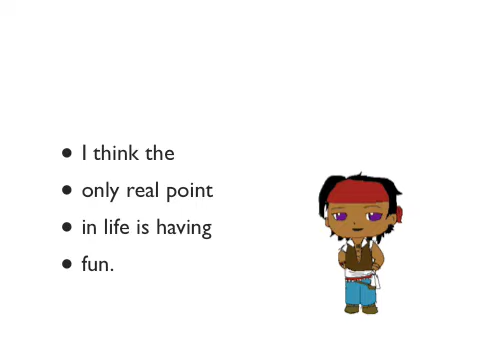 • I think the
• only real point
• in life is having
• fun.